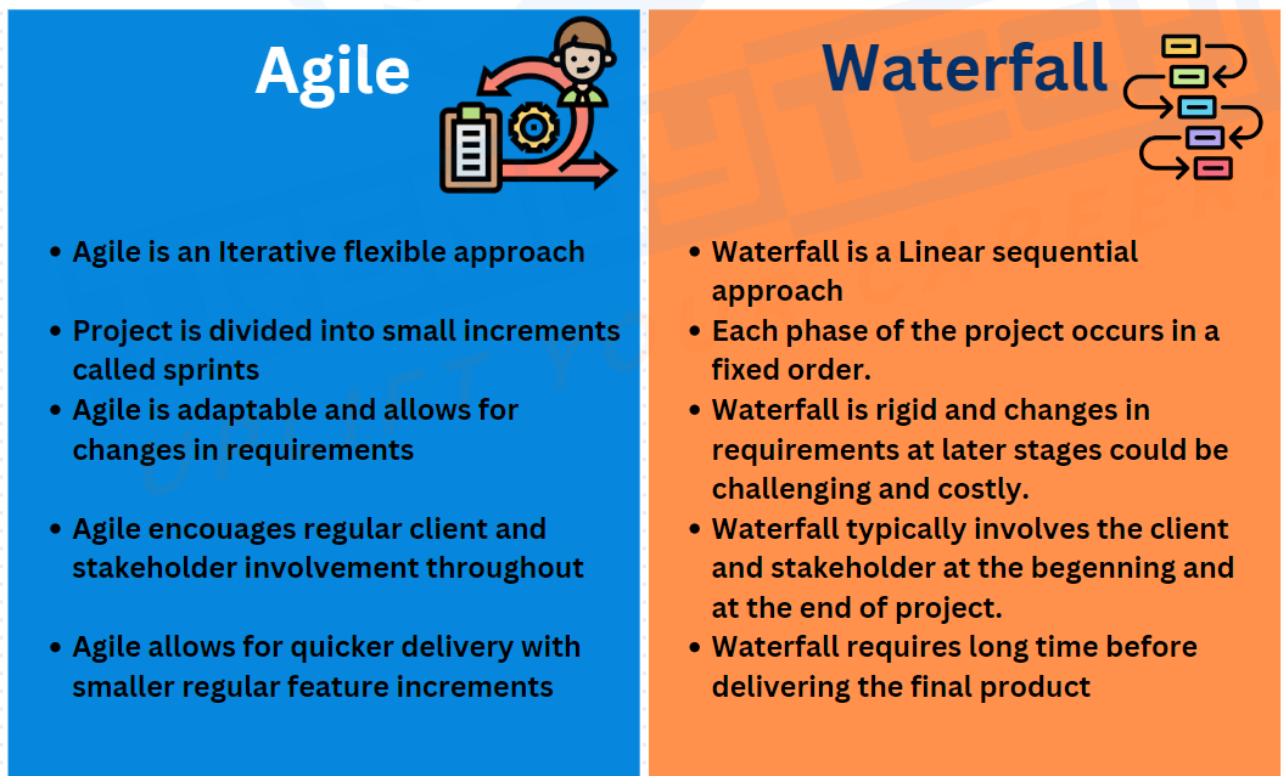 Agile
• Agile is an Iterative flexible approach
• Project is divided into small increments
called sprints
• Agile is adaptable and allows for
changes in requirements
• Agile encouages regular client and
stakeholder involvement throughout
• Agile allows for quicker delivery with
smaller regular feature increments
Waterfall
• Waterfall is a Linear sequential
approach
• Each phase of the project occurs in a
fixed order.
• Waterfall is rigid and changes in
requirements at later stages could be
challenging and costly.
• Waterfall typically involves the client
and stakeholder at the begenning and
at the end of project.
• Waterfall requires long time before
delivering the final product